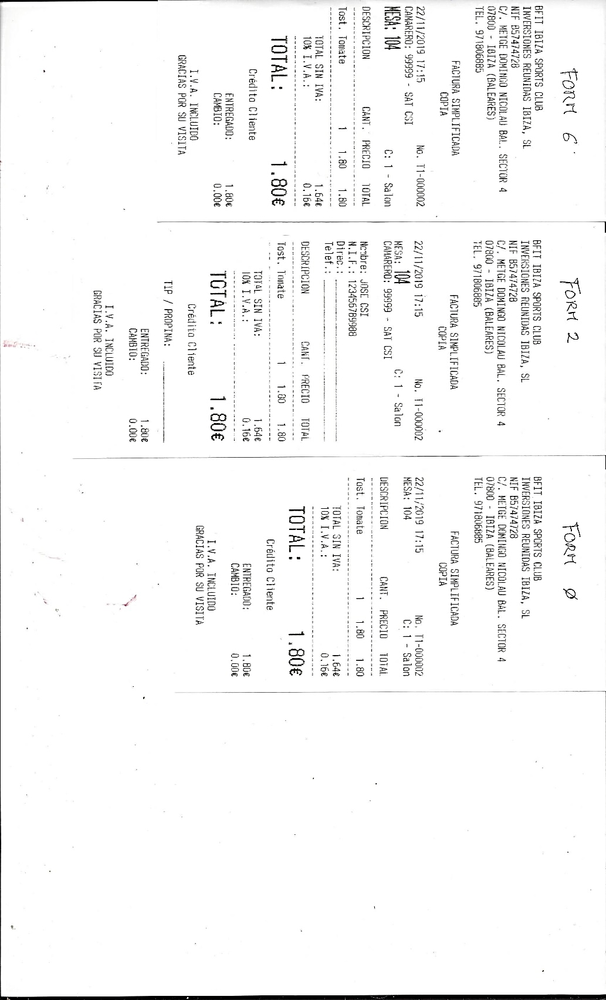 FORM 6
BFIT IBIZA SPORTS CLUB
INVERSIONES REUNIDAS IBIZA, SL
NIF B57474728
C/. METGE DOMINGO NICOLAU BAL. SECTOR 4
07800 - IBIZA (BALEARES)
TEL. 971806885
FACTURA SIMPLIFICADA
COPIA
22/11/2019 17:15 No. T1-000002
CAMARERO: 99999 - SAT CSI
MESA: 104 C: 1 - Salon
DESCRIPCION CANT. PRECIO TOTAL
Tost. Tomate 1 1.80 1.80
TOTAL SIN IVA: 1.64€
10% I.V.A.: 0.16€
TOTAL: 1.80€
Crédito Cliente
ENTREGADO: 1.80€
CAMBIO: 0.00€
I.V.A. INCLUIDO
GRACIAS POR SU VISITA
FORM 2
BFIT IBIZA SPORTS CLUB
INVERSIONES REUNIDAS IBIZA, SL
NIF B57474728
C/. METGE DOMINGO NICOLAU BAL. SECTOR 4
07800 - IBIZA (BALEARES)
TEL. 971806885
FACTURA SIMPLIFICADA
COPIA
22/11/2019 17:15 No. T1-000002
MESA: 104 C: 1 - Salon
CAMARERO: 99999 - SAT CSI
Nombre: JOSE CSI
N.I.F.: 123456789988
Direc.:
Telef.:
DESCRIPCION CANT. PRECIO TOTAL
Tost. Tomate 1 1.80 1.80
TOTAL SIN IVA: 1.64€
10% I.V.A.: 0.16€
TOTAL: 1.80€
Crédito Cliente
TIP / PROPINA:
ENTREGADO: 1.80€
CAMBIO: 0.00€
I.V.A. INCLUIDO
GRACIAS POR SU VISITA
FORM Ø
BFIT IBIZA SPORTS CLUB
INVERSIONES REUNIDAS IBIZA, SL
NIF B57474728
C/. METGE DOMINGO NICOLAU BAL. SECTOR 4
07800 - IBIZA (BALEARES)
TEL. 971806885
FACTURA SIMPLIFICADA
COPIA
22/11/2019 17:15 No. T1-000002
MESA: 104 C: 1 - Salon
DESCRIPCION CANT. PRECIO TOTAL
Tost. Tomate 1 1.80 1.80
TOTAL SIN IVA: 1.64€
10% I.V.A.: 0.16€
TOTAL: 1.80€
Crédito Cliente
ENTREGADO: 1.80€
CAMBIO: 0.00€
I.V.A. INCLUIDO
GRACIAS POR SU VISITA